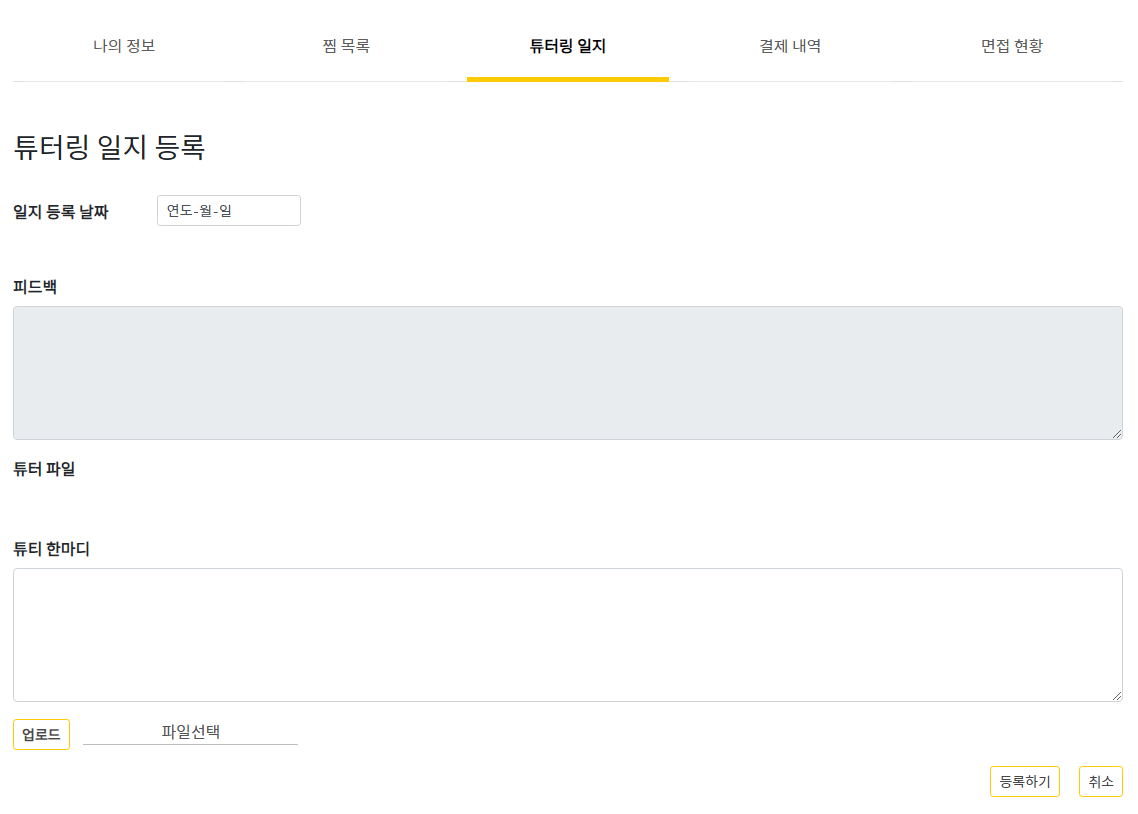 나의 정보 찜 목록 튜터링 일지 결제 내역 면접 현황
튜터링 일지 등록
일지 등록 날짜 연도-월-일
피드백
튜터 파일
튜티 한마디
업로드 파일선택
등록하기 취소